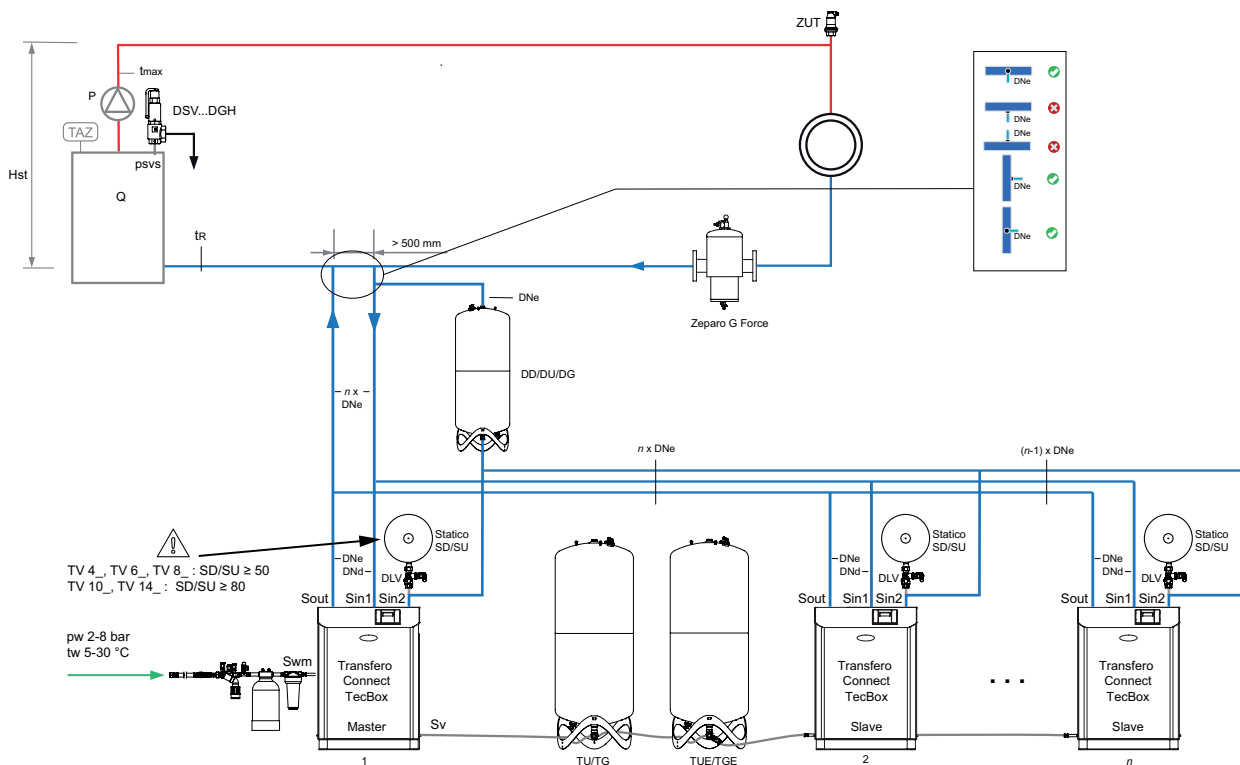 ZUT
tmax
P
DSV...DGH
TAZ
psvs
Hst
Q
tR
> 500 mm
DNe
DNe
DNe
DNe
DNe
Zeparo G Force
DNe
DD/DU/DG
n x
DNe
n x DNe
(n-1) x DNe
TV 4_, TV 6_, TV 8_ : SD/SU ≥ 50
TV 10_, TV 14_ : SD/SU ≥ 80
Statico
SD/SU
DNe
DNd
DLV
Sout
Sin1
Sin2
Statico
SD/SU
DNe
DNd
DLV
Sout
Sin1
Sin2
Statico
SD/SU
DNe
DNd
DLV
Sout
Sin1
Sin2
pw 2-8 bar
tw 5-30 °C
Swm
Transfero
Connect
TecBox
Master
Sv
1
TU/TG
TUE/TGE
Transfero
Connect
TecBox
Slave
2
. . .
Transfero
Connect
TecBox
Slave
n